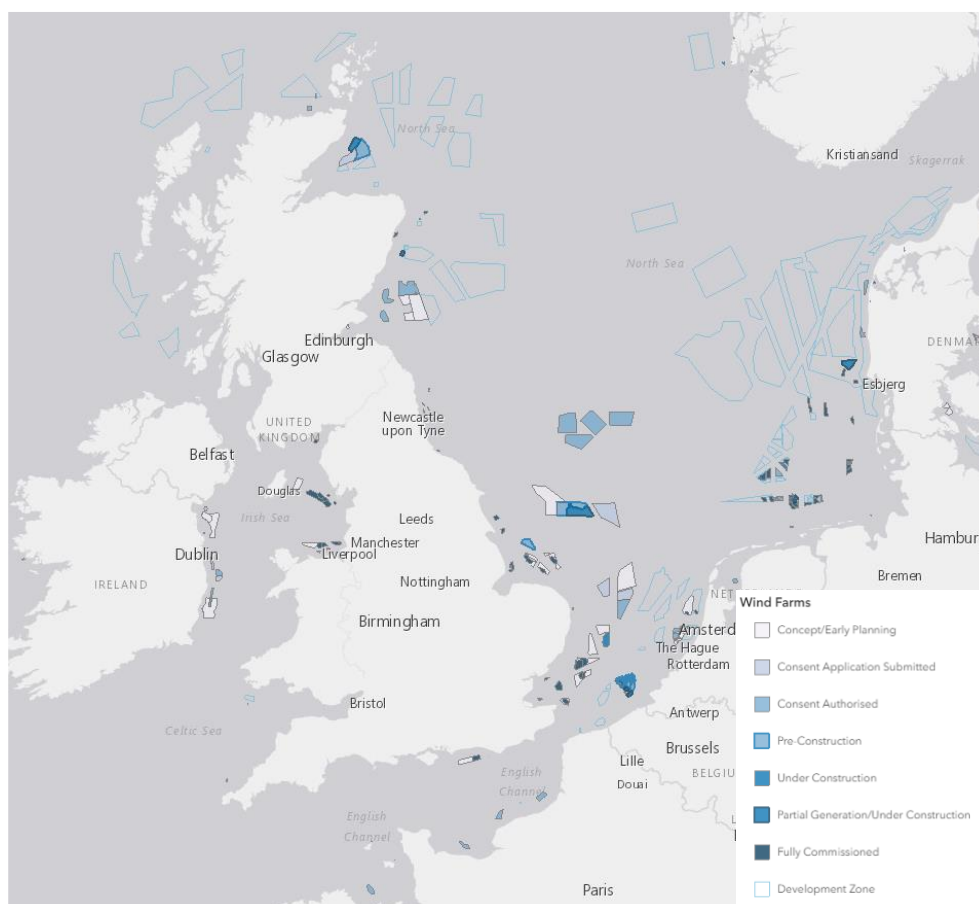 North Sea
Kristiansand
Skagerrak
North Sea
Edinburgh
Glasgow
DENMA
Esbjerg
Newcastle
upon Tyne
UNITED
KINGDOM
Belfast
Douglas
Irish Sea
Leeds
Manchester
Liverpool
Dublin
IRELAND
Nottingham
Birmingham
Hambur
Bremen
NET
Amsterd
The Hague
Rotterdam
Bristol
Celtic Sea
Antwerp
Brussels
Lille
BELGIU
Douai
English
Channel
English
Channel
Paris
Wind Farms
Concept/Early Planning
Consent Application Submitted
Consent Authorised
Pre-Construction
Under Construction
Partial Generation/Under Construction
Fully Commissioned
Development Zone